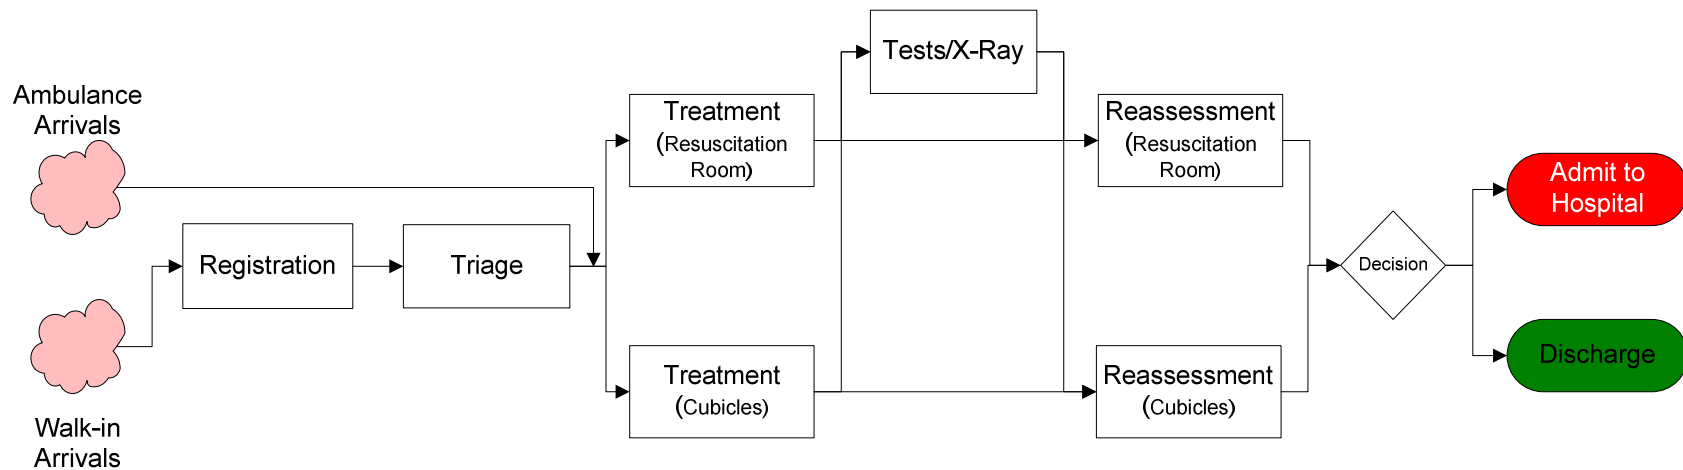 Ambulance
Arrivals
Walk-in
Arrivals
Registration
Triage
Treatment
(Resuscitation
Room)
Treatment
(Cubicles)
Tests/X-Ray
Reassessment
(Resuscitation
Room)
Reassessment
(Cubicles)
Decision
Admit to
Hospital
Discharge